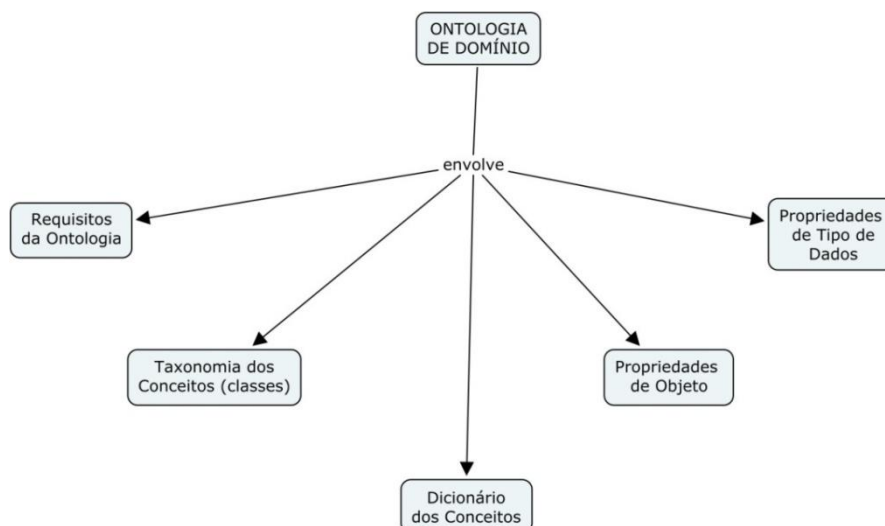 ONTOLOGIA
DE DOMÍNIO
envolve
Requisitos
da Ontologia
Propriedades
de Tipo de
Dados
Taxonomia dos
Conceitos (classes)
Propriedades
de Objeto
Dicionário
dos Conceitos